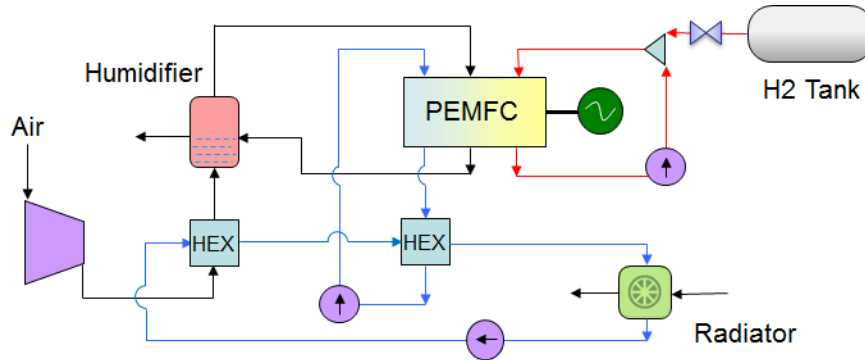 Humidifier
PEMFC
H2 Tank
Air
HEX
HEX
Radiator